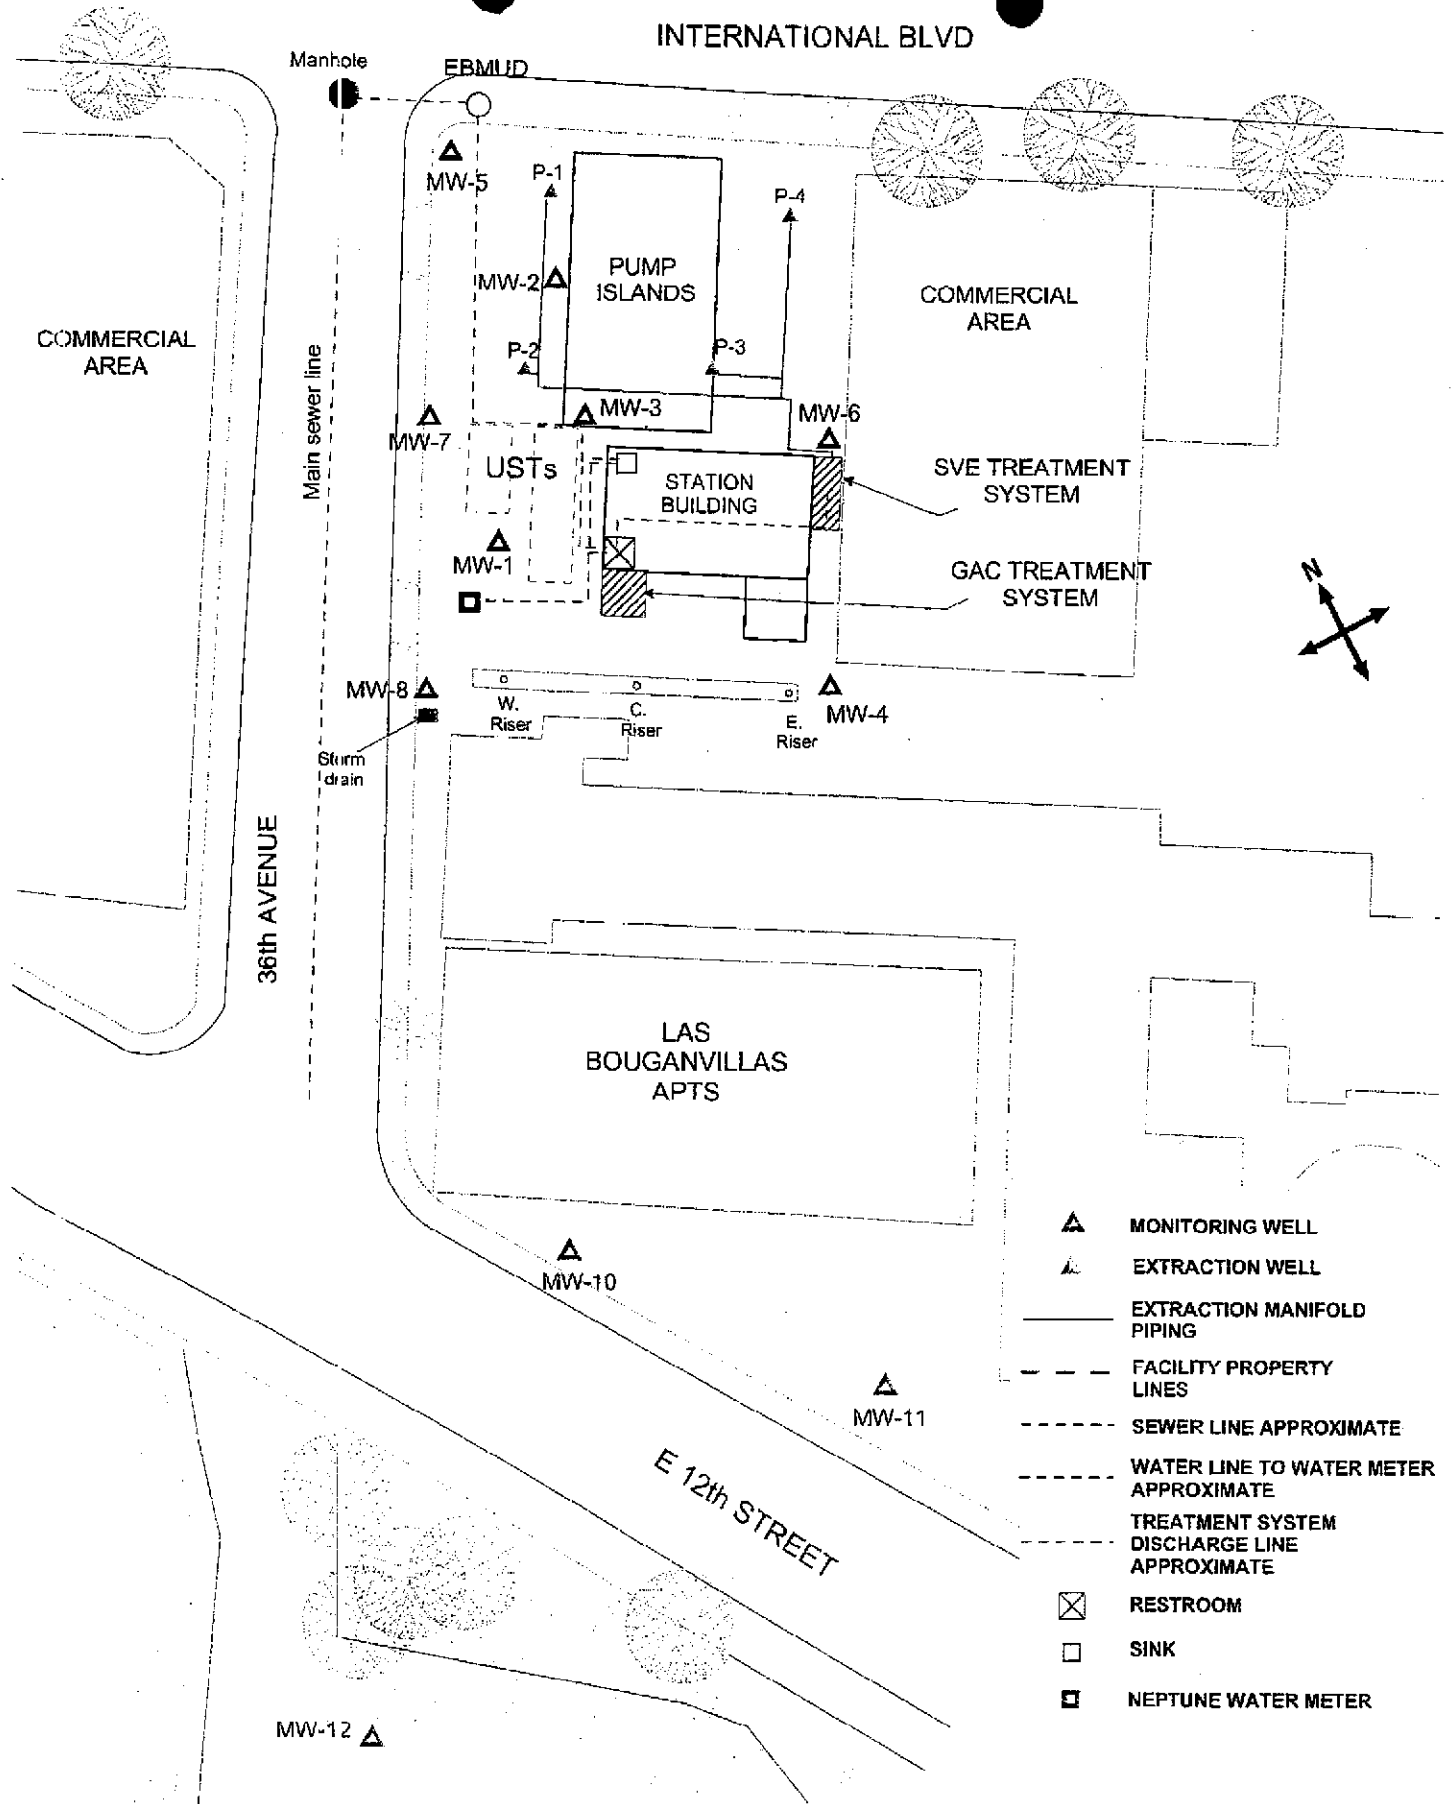 INTERNATIONAL BLVD
Manhole
EBMUD
MW-5
P-1
P-4
MW-2
PUMP
ISLANDS
COMMERCIAL
AREA
COMMERCIAL
AREA
P-2
P-3
Main sewer line
MW-7
MW-3
MW-6
USTs
STATION
BUILDING
SVE TREATMENT
SYSTEM
MW-1
GAC TREATMENT
SYSTEM
N
MW-8
W.
Riser
C.
Riser
E.
Riser
MW-4
Storm
drain
36th AVENUE
LAS
BOUGANVILLAS
APTS
MW-10
MW-11
E 12th STREET
MW-12
MONITORING WELL
EXTRACTION WELL
EXTRACTION MANIFOLD
PIPING
FACILITY PROPERTY
LINES
SEWER LINE APPROXIMATE
WATER LINE TO WATER METER
APPROXIMATE
TREATMENT SYSTEM
DISCHARGE LINE
APPROXIMATE
RESTROOM
SINK
NEPTUNE WATER METER